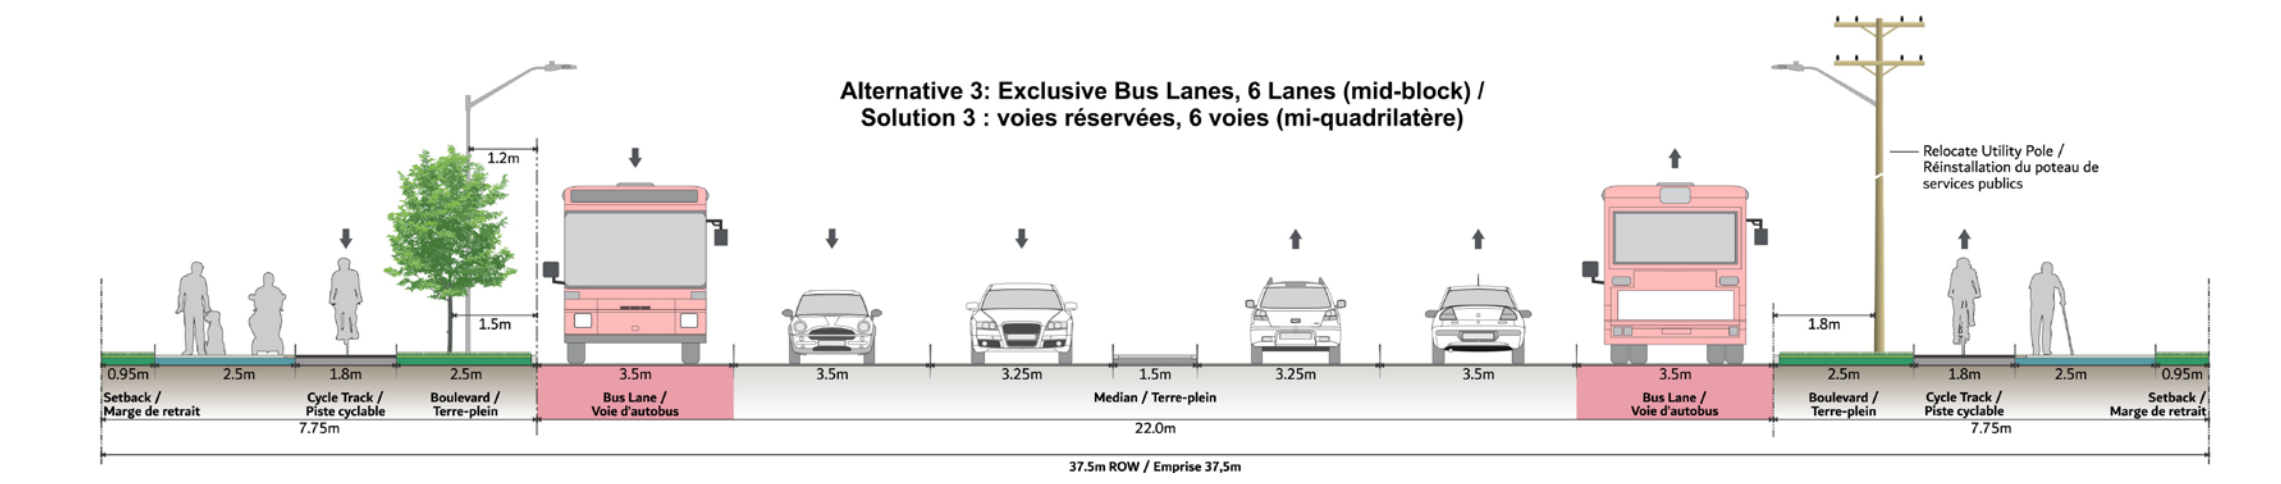 Alternative 3: Exclusive Bus Lanes, 6 Lanes (mid-block) /
Solution 3 : voies réservées, 6 voies (mi-quadrilatère)
1.2m
Relocate Utility Pole /
Réinstallation du poteau de
services publics
1.5m
1.8m
0.95m 2.5m 1.8m 2.5m 3.5m 3.5m 3.25m 1.5m 3.25m 3.5m 3.5m 2.5m 1.8m 2.5m 0.95m
Setback /
Marge de retrait
Cycle Track /
Piste cyclable
Boulevard /
Terre-plein
Bus Lane /
Voie d'autobus
Median / Terre-plein
Bus Lane /
Voie d'autobus
Boulevard /
Terre-plein
Cycle Track /
Piste cyclable
Setback /
Marge de retrait
7.75m 22.0m 7.75m
37.5m ROW / Emprise 37,5m